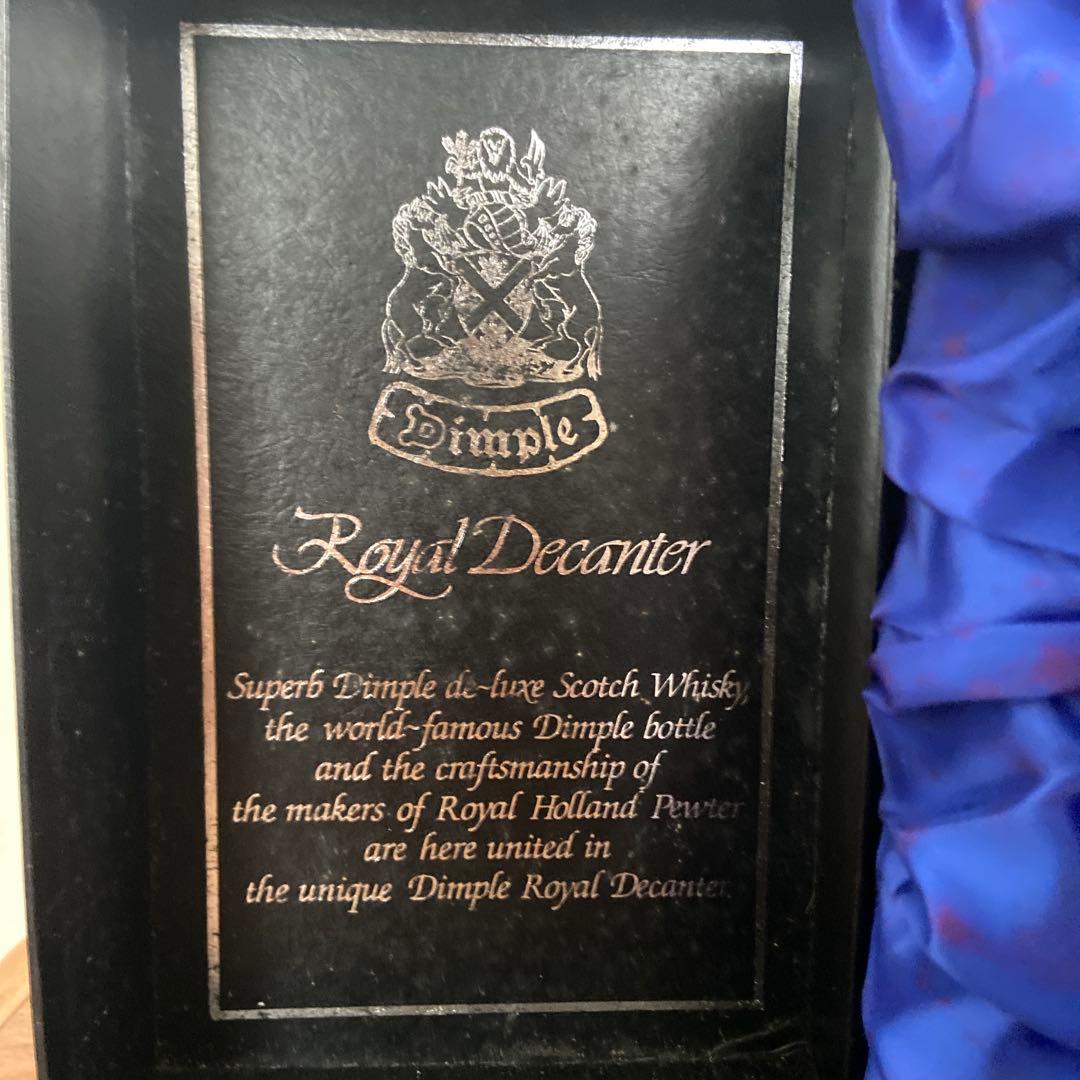 Dimple
Royal Decanter
Superb Dimple de-luxe Scotch Whisky,
the world-famous Dimple bottle
and the craftsmanship of
the makers of Royal Holland Pewter
are here united in
the unique Dimple Royal Decanter.